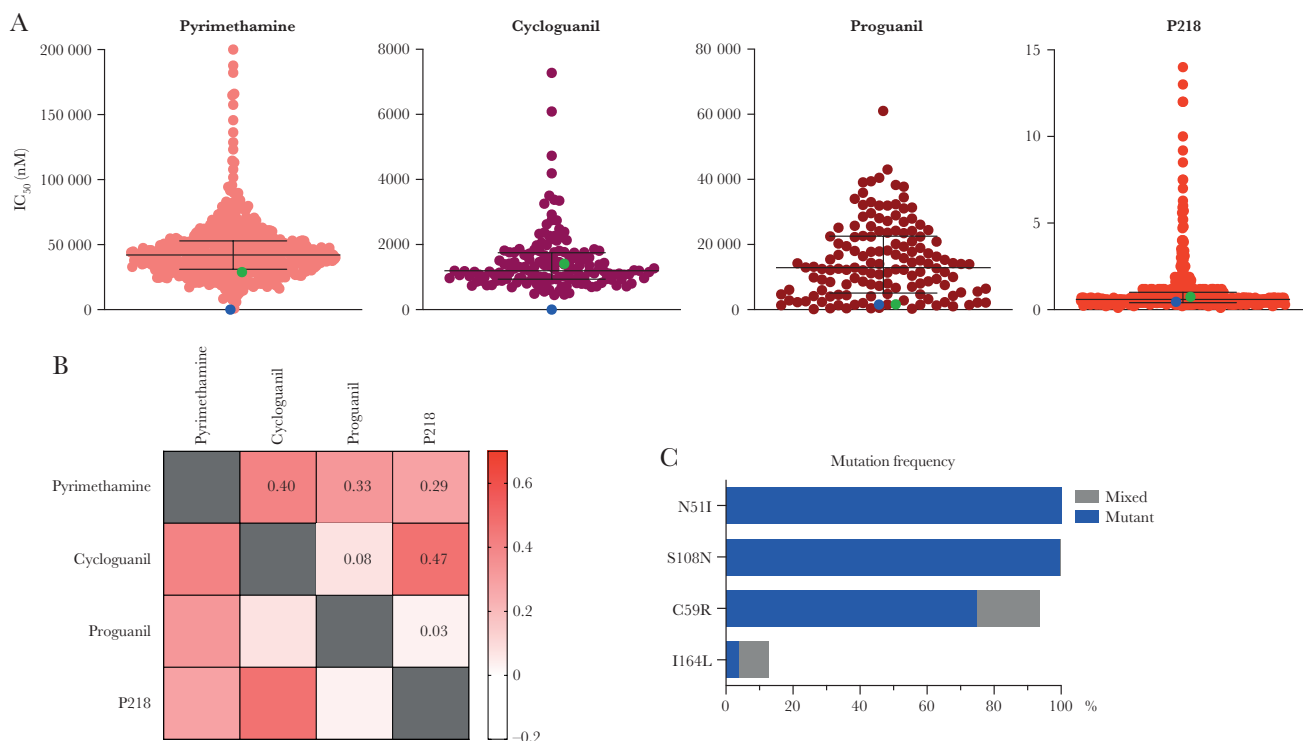 A
Pyrimethamine
Cycloguanil
Proguanil
P218
IC50 (nM)
200 000
150 000
100 000
50 000
0
8000
6000
4000
2000
0
80 000
60 000
40 000
20 000
0
15
10
5
0
B
Pyrimethamine
Cycloguanil
Proguanil
P218
Pyrimethamine
0.40
0.33
0.29
Cycloguanil
0.08
0.47
Proguanil
0.03
P218
0.6
0.4
0.2
0
–0.2
C
Mutation frequency
N51I
S108N
C59R
I164L
0 20 40 60 80 100 %
Mixed
Mutant